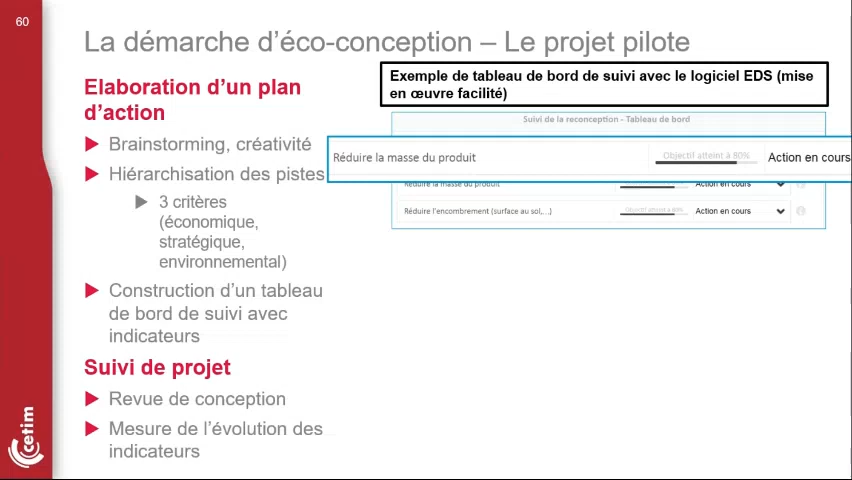 60
La démarche d'éco-conception – Le projet pilote
Elaboration d'un plan
d'action
Brainstorming, créativité
Hiérarchisation des pistes
3 critères
(économique,
stratégique,
environnemental)
Construction d'un tableau
de bord de suivi avec
indicateurs
Suivi de projet
Revue de conception
Mesure de l'évolution des
indicateurs
Exemple de tableau de bord de suivi avec le logiciel EDS (mise
en œuvre facilité)
Suivi de la reconception - Tableau de bord
Réduire la masse du produit
Objectif atteint à 80%
Action en cours
Réduire la masse du produit
Action en cours
Réduire l'encombrement (surface au sol,...)
Objectif atteint à 80%
Action en cours
cetim